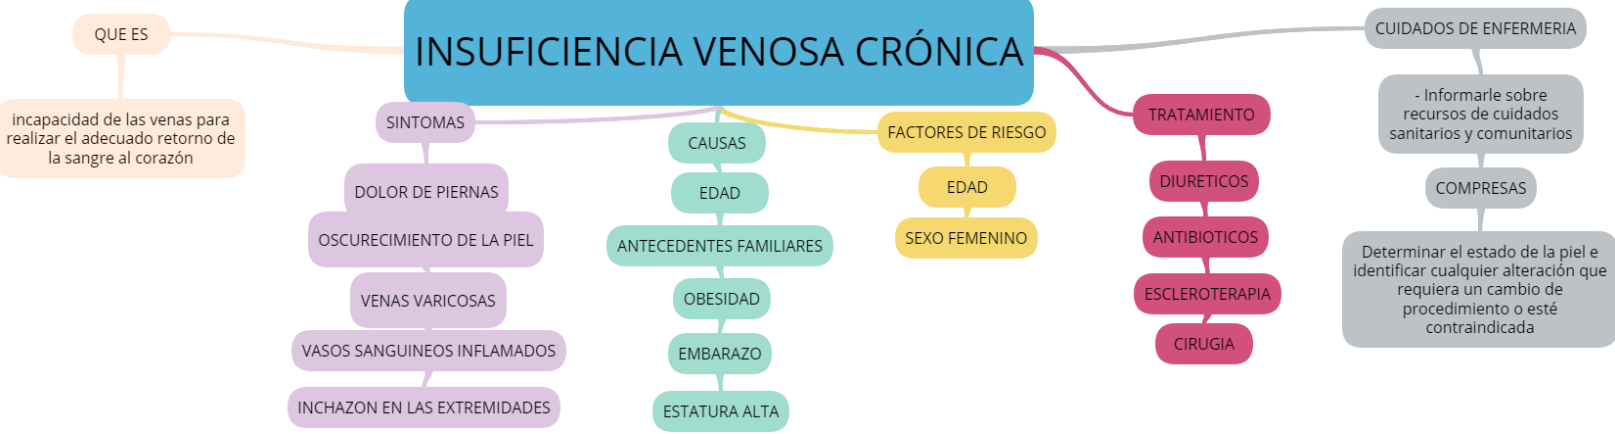 INSUFICIENCIA VENOSA CRÓNICA
QUE ES
incapacidad de las venas para
realizar el adecuado retorno de
la sangre al corazón
SINTOMAS
DOLOR DE PIERNAS
OSCURECIMIENTO DE LA PIEL
VENAS VARICOSAS
VASOS SANGUINEOS INFLAMADOS
INCHAZON EN LAS EXTREMIDADES
CAUSAS
EDAD
ANTECEDENTES FAMILIARES
OBESIDAD
EMBARAZO
ESTATURA ALTA
FACTORES DE RIESGO
EDAD
SEXO FEMENINO
TRATAMIENTO
DIURETICOS
ANTIBIOTICOS
ESCLEROTERAPIA
CIRUGIA
CUIDADOS DE ENFERMERIA
- Informarle sobre
recursos de cuidados
sanitarios y comunitarios
COMPRESAS
Determinar el estado de la piel e
identificar cualquier alteración que
requiera un cambio de
procedimiento o esté
contraindicada